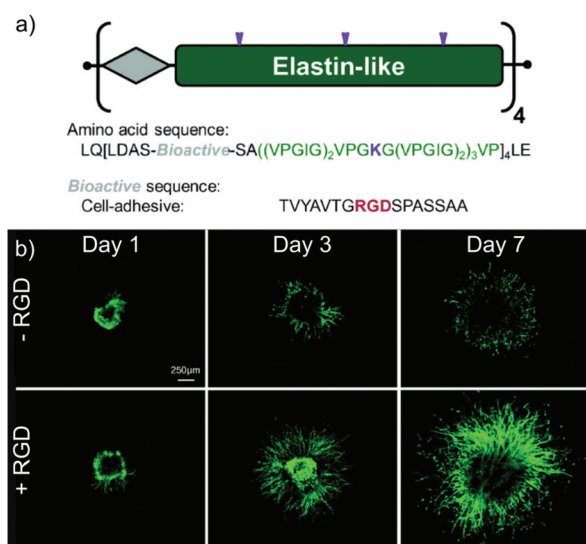 a)
Elastin-like
4
Amino acid sequence:
LQ[LDAS-Bioactive-SA((VPGIG)₂VPGKG(VPGIG)₂)₃VP]₄LE
Bioactive sequence:
Cell-adhesive: TVYAVTGRGDSPASSAA
b) Day 1 Day 3 Day 7
- RGD
250µm
+ RGD